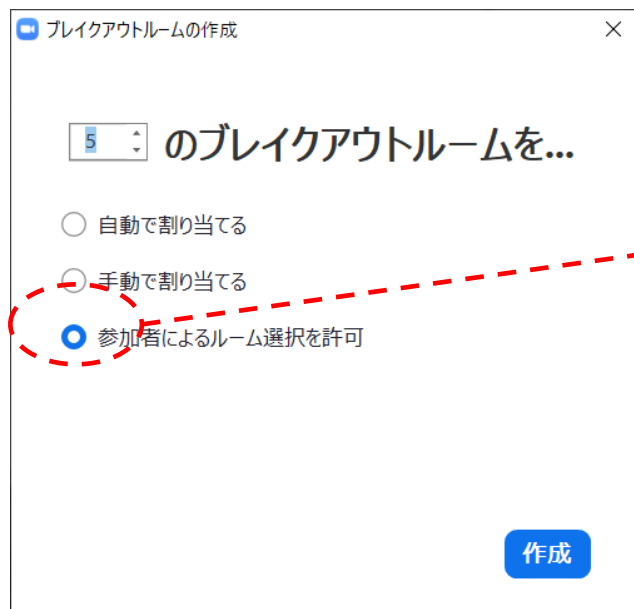 ブレイクアウトルームの作成
5 のブレイクアウトルームを...
自動で割り当てる
手動で割り当てる
参加者によるルーム選択を許可
作成